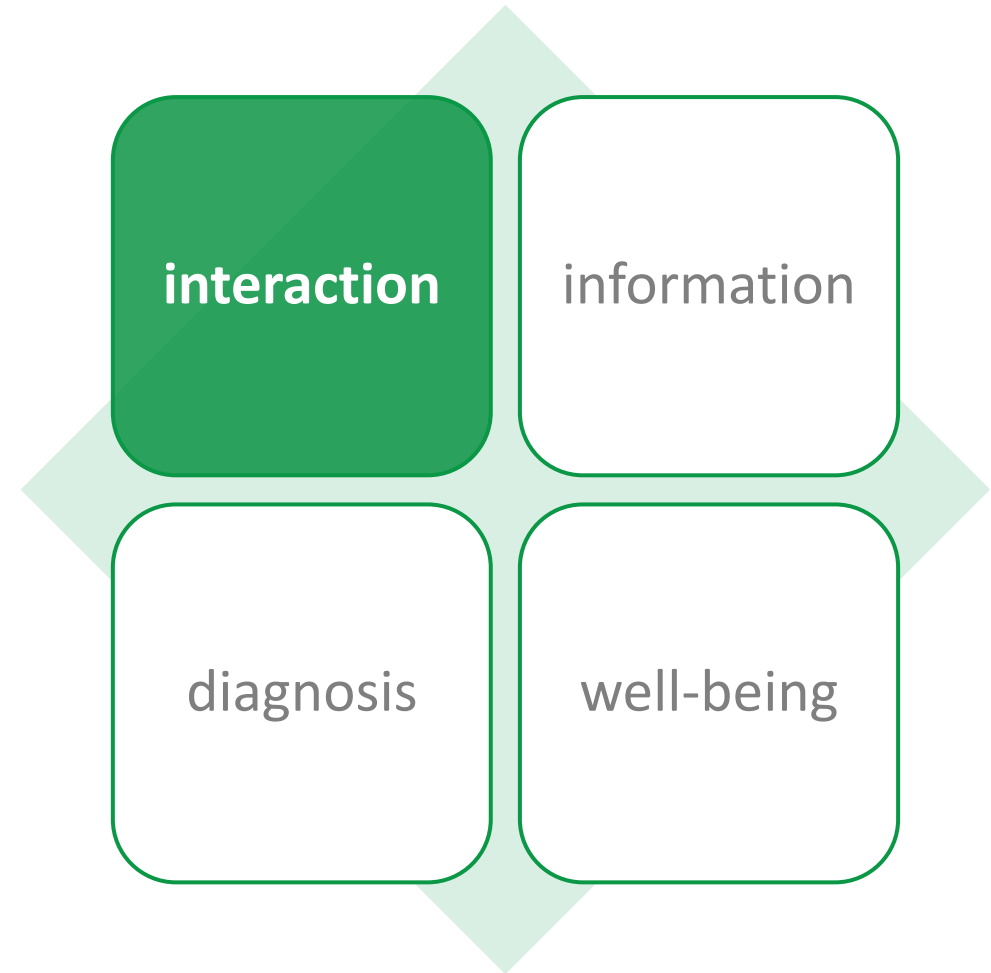 interaction
information
diagnosis
well-being